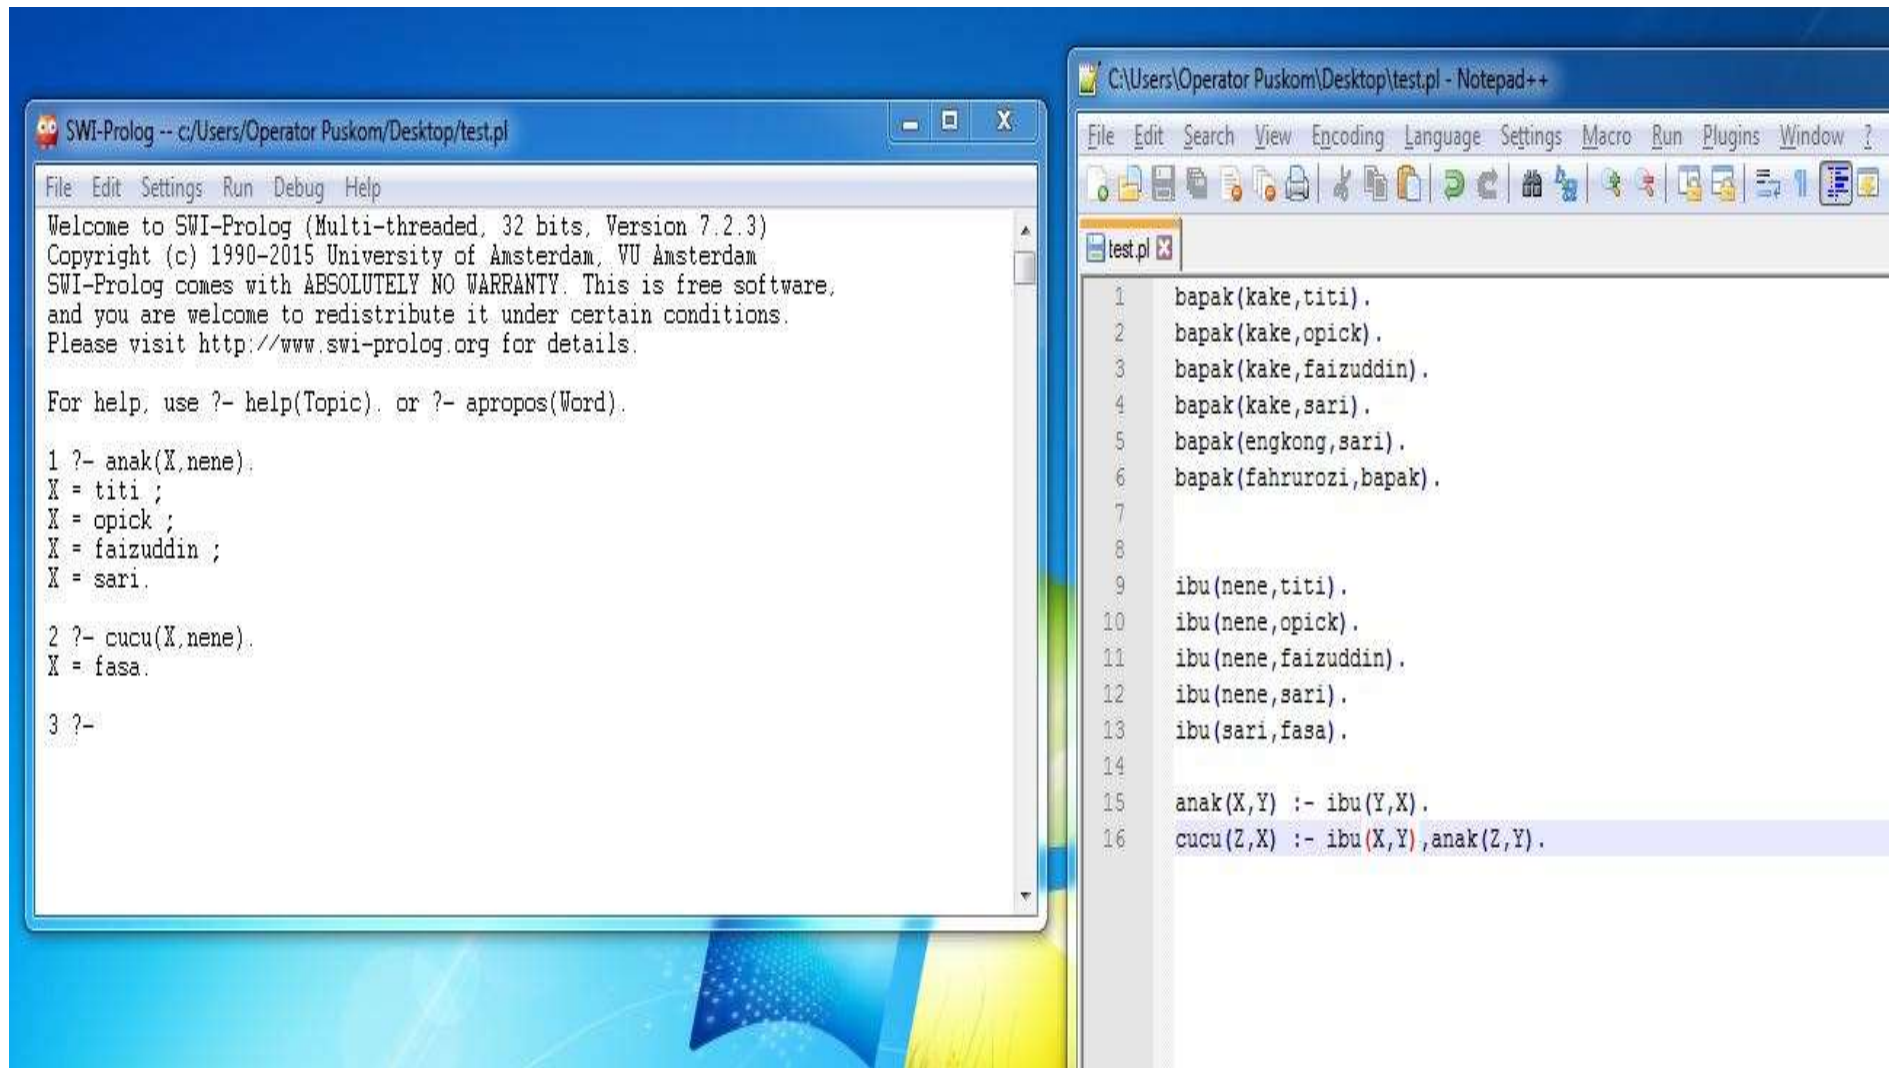 SWI-Prolog -- c:/Users/Operator Puskom/Desktop/test.pl
File Edit Settings Run Debug Help
Welcome to SWI-Prolog (Multi-threaded, 32 bits, Version 7.2.3)
Copyright (c) 1990-2015 University of Amsterdam, VU Amsterdam
SWI-Prolog comes with ABSOLUTELY NO WARRANTY. This is free software,
and you are welcome to redistribute it under certain conditions.
Please visit http://www.swi-prolog.org for details.
For help, use ?- help(Topic). or ?- apropos(Word).
1 ?- anak(X,nene).
X = titi ;
X = opick ;
X = faizuddin ;
X = sari.
2 ?- cucu(X,nene).
X = fasa.
3 ?-
C:\Users\Operator Puskom\Desktop\test.pl - Notepad++
File Edit Search View Encoding Language Settings Macro Run Plugins Window ?
test.pl
1 bapak(kake,titi).
2 bapak(kake,opick).
3 bapak(kake,faizuddin).
4 bapak(kake,sari).
5 bapak(engkong,sari).
6 bapak(fahrurozi,bapak).
7
8
9 ibu(nene,titi).
10 ibu(nene,opick).
11 ibu(nene,faizuddin).
12 ibu(nene,sari).
13 ibu(sari,fasa).
14
15 anak(X,Y) :- ibu(Y,X).
16 cucu(Z,X) :- ibu(X,Y),anak(Z,Y).